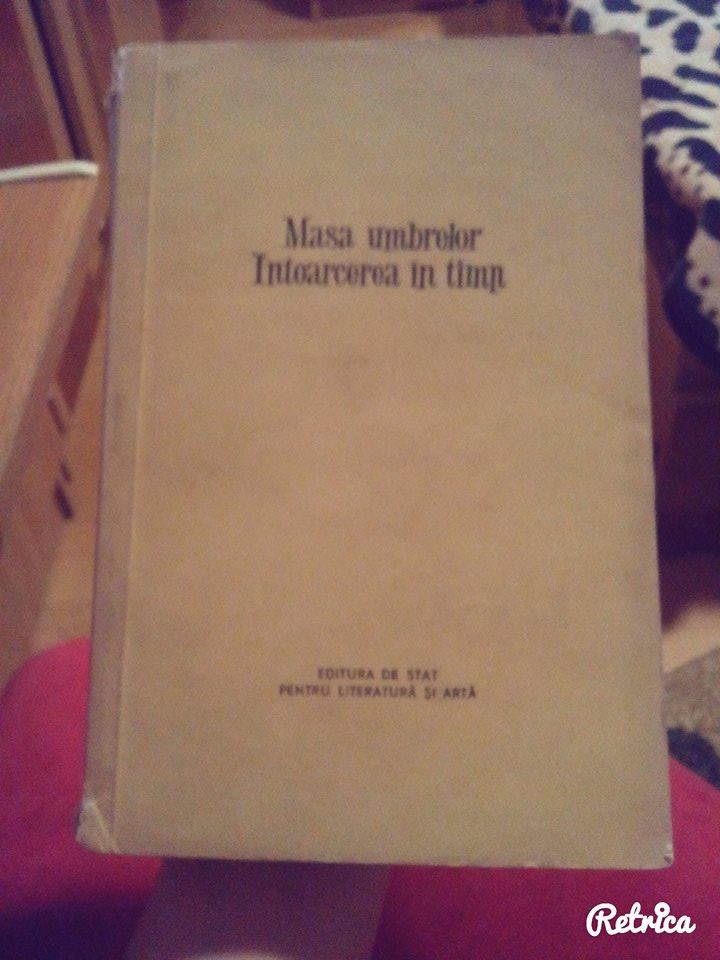 Masa umbrelor
Intoarcerea in timp
EDITURA DE STAT
PENTRU LITERATURĂ ȘI ARTĂ
Retrica